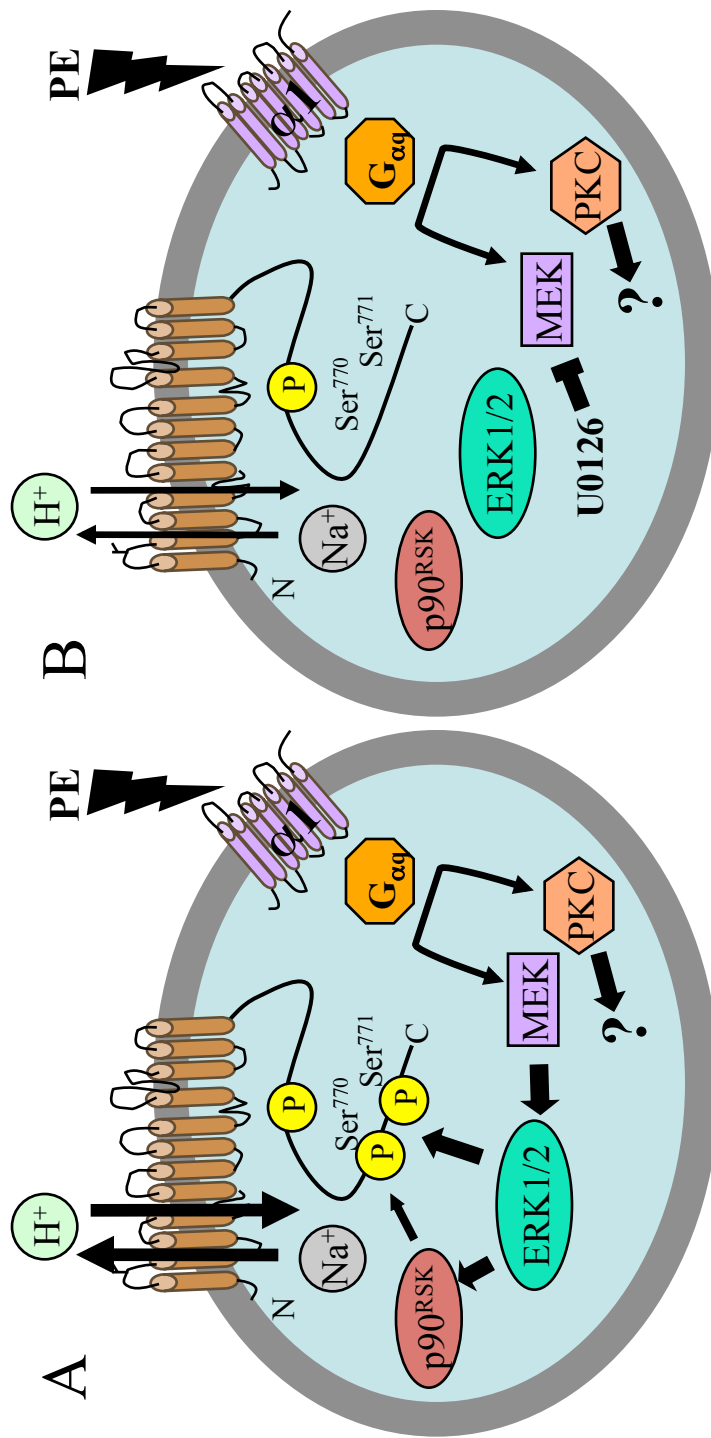 A
PE
H⁺
α1
N
Na⁺
P
Ser⁷⁷⁰
Ser⁷⁷¹
P
P
C
Gαq
p90ᴿˢᴷ
ERK1/2
MEK
PKC
?
B
PE
H⁺
α1
N
Na⁺
P
Ser⁷⁷⁰
Ser⁷⁷¹
C
Gαq
p90ᴿˢᴷ
ERK1/2
MEK
PKC
U0126
?